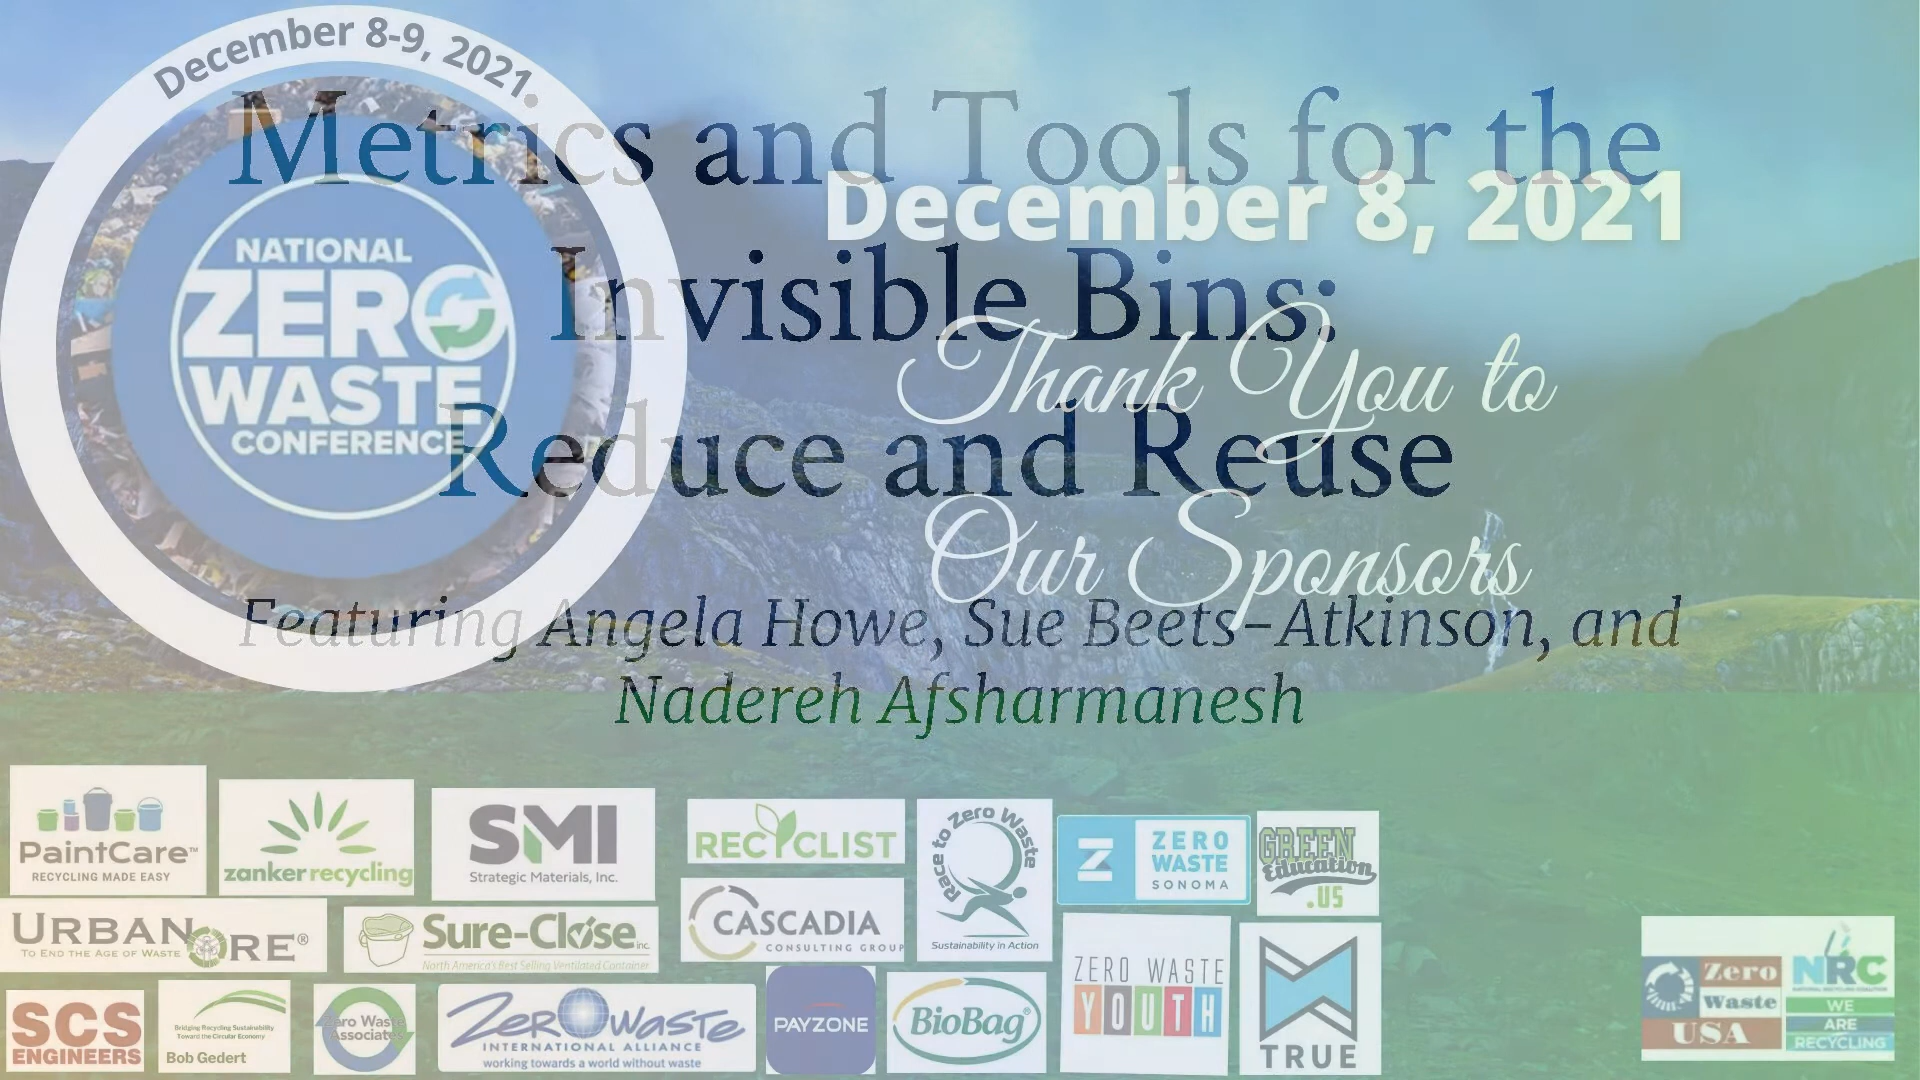 December 8-9, 2021
Metrics and Tools for the
December 8, 2021
Invisible Bins:
Thank You to
Reduce and Reuse
Our Sponsors
Featuring Angela Howe, Sue Beets-Atkinson, and
Nadereh Afsharmanesh
NATIONAL
ZERO
WASTE
CONFERENCE
PaintCare™
RECYCLING MADE EASY
zankerrecycling
SMI
Strategic Materials, Inc.
RECYCLIST
Race to Zero Waste
Sustainability in Action
Z
ZERO
WASTE
SONOMA
GREEN
Education
.US
URBAN ORE®
TO END THE AGE OF WASTE
Sure-Close inc.
North America's Best Selling Ventilated Container
CASCADIA
CONSULTING GROUP
ZERO WASTE
YOUTH
TRUE
SCS
ENGINEERS
Bridging Recycling Sustainability
Toward the Circular Economy
Bob Gedert
Zero Waste
Associates
ZeroWaste
INTERNATIONAL ALLIANCE
working towards a world without waste
PAYZONE
BioBag®
Zero
Waste
USA
NRC
NATIONAL RECYCLING COALITION
WE
ARE
RECYCLING